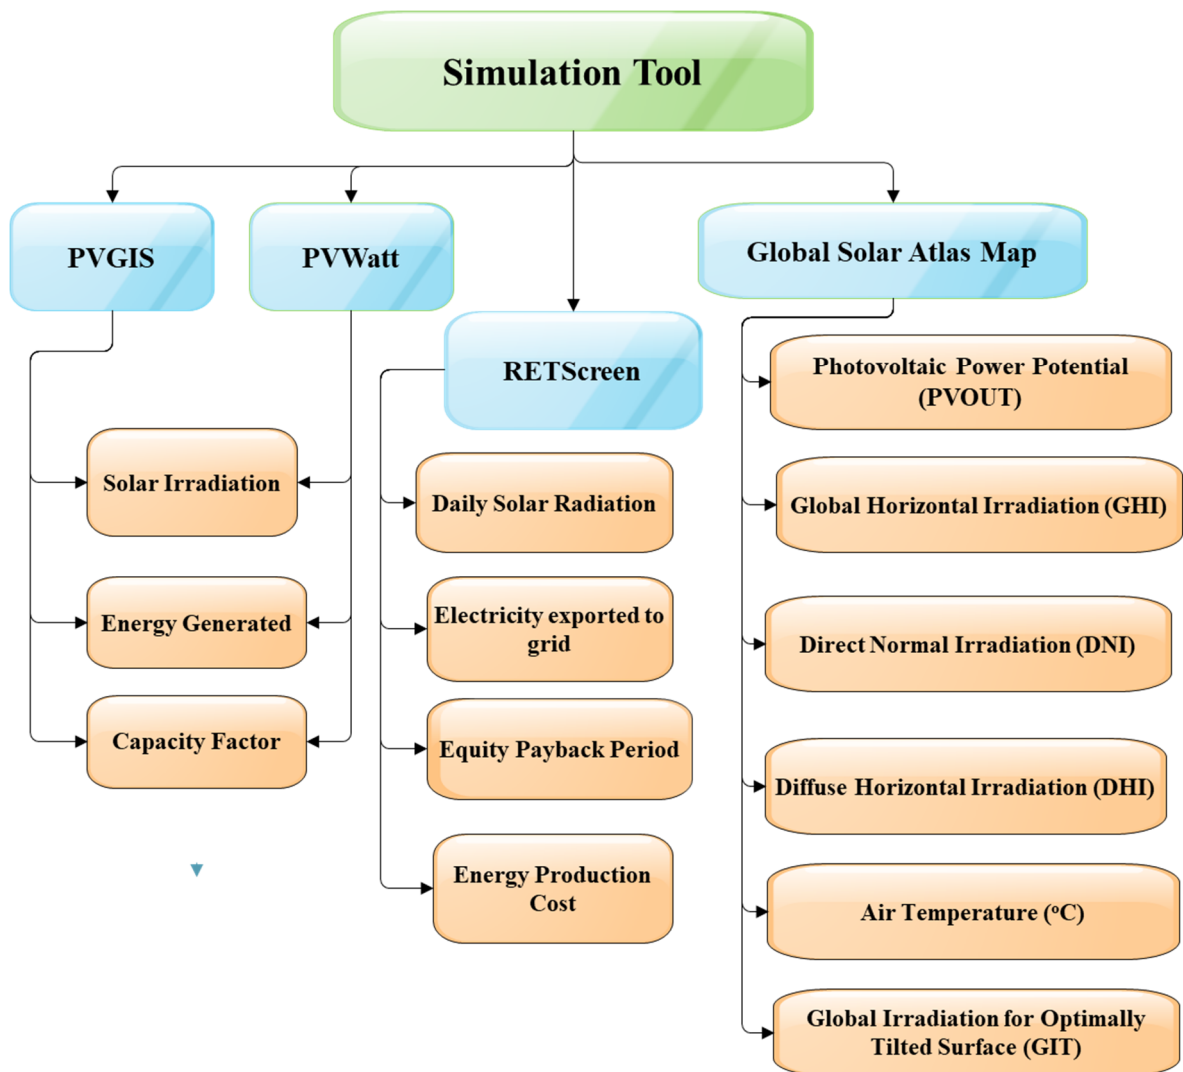 Simulation Tool
PVGIS
PVWatt
Global Solar Atlas Map
RETScreen
Solar Irradiation
Energy Generated
Capacity Factor
Daily Solar Radiation
Electricity exported to
grid
Equity Payback Period
Energy Production
Cost
Photovoltaic Power Potential
(PVOUT)
Global Horizontal Irradiation (GHI)
Direct Normal Irradiation (DNI)
Diffuse Horizontal Irradiation (DHI)
Air Temperature (°C)
Global Irradiation for Optimally
Tilted Surface (GIT)